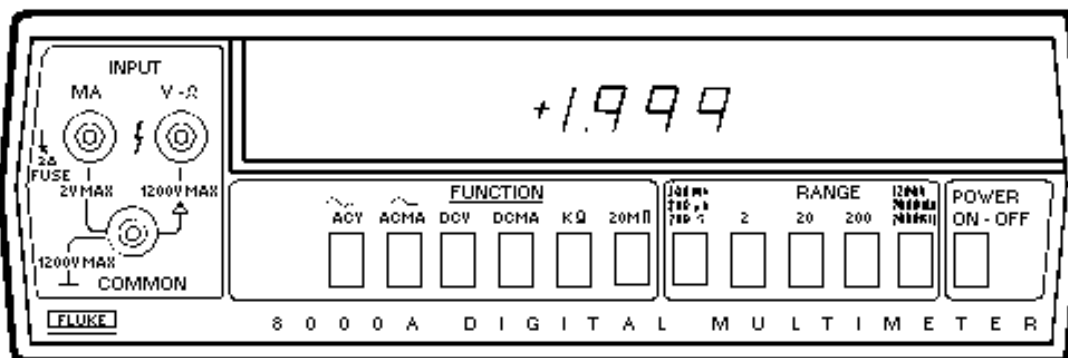 INPUT
MA V-Ω
2A
FUSE
2V MAX 1200V MAX
1200V MAX
COMMON
+1.999
FUNCTION
ACV ACMA DCV DCMA KΩ 20MΩ
RANGE
2 20 200
POWER
ON - OFF
FLUKE
8000A DIGITAL MULTIMETER